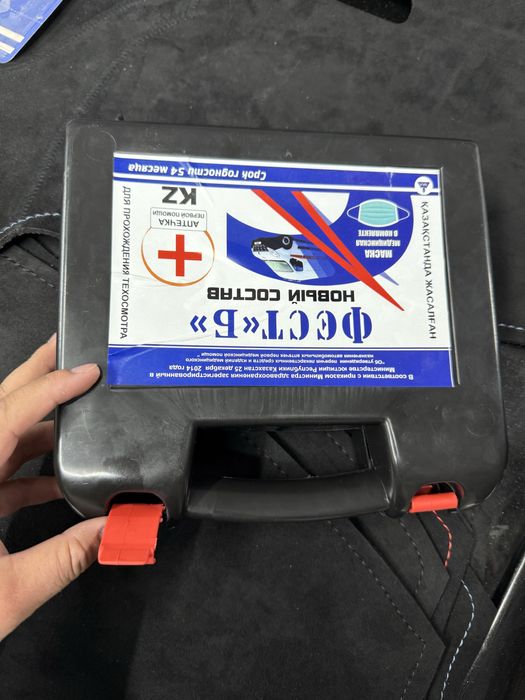 В соответствии с приказом Министра здравоохранения зарегистрированный в
Министерстве юстиции Республики Казахстан 25 декабря 2014 года
"Об утверждении перечня лекарственных средств и изделий медицинского
назначения автомобильных аптечек первой медицинской помощи"
ФЕСТ«Б»
НОВЫЙ СОСТАВ
ҚАЗАҚСТАНДА ЖАСАЛҒАН
МАСКА
МЕДИЦИНСКАЯ
В КОМПЛЕКТЕ
АПТЕЧКА
ПЕРВОЙ ПОМОЩИ
KZ
ДЛЯ ПРОХОЖДЕНИЯ ТЕХОСМОТРА
Срок годности 54 месяца